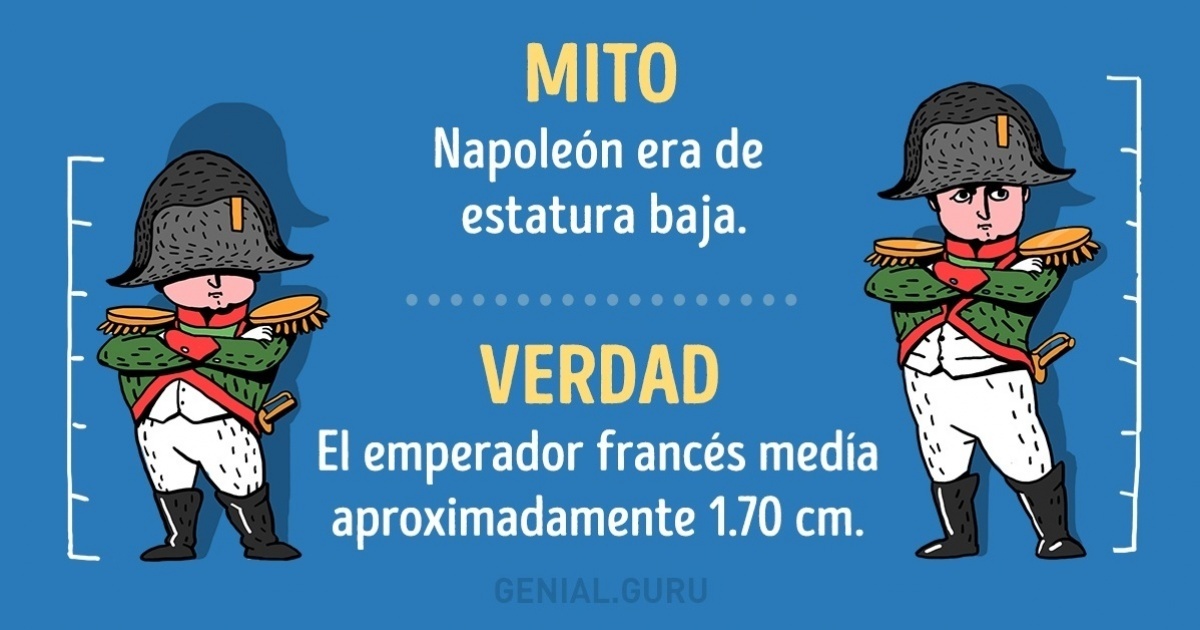 MITO
Napoleón era de
estatura baja.
VERDAD
El emperador francés medía
aproximadamente 1.70 cm.
GENIAL.GURU